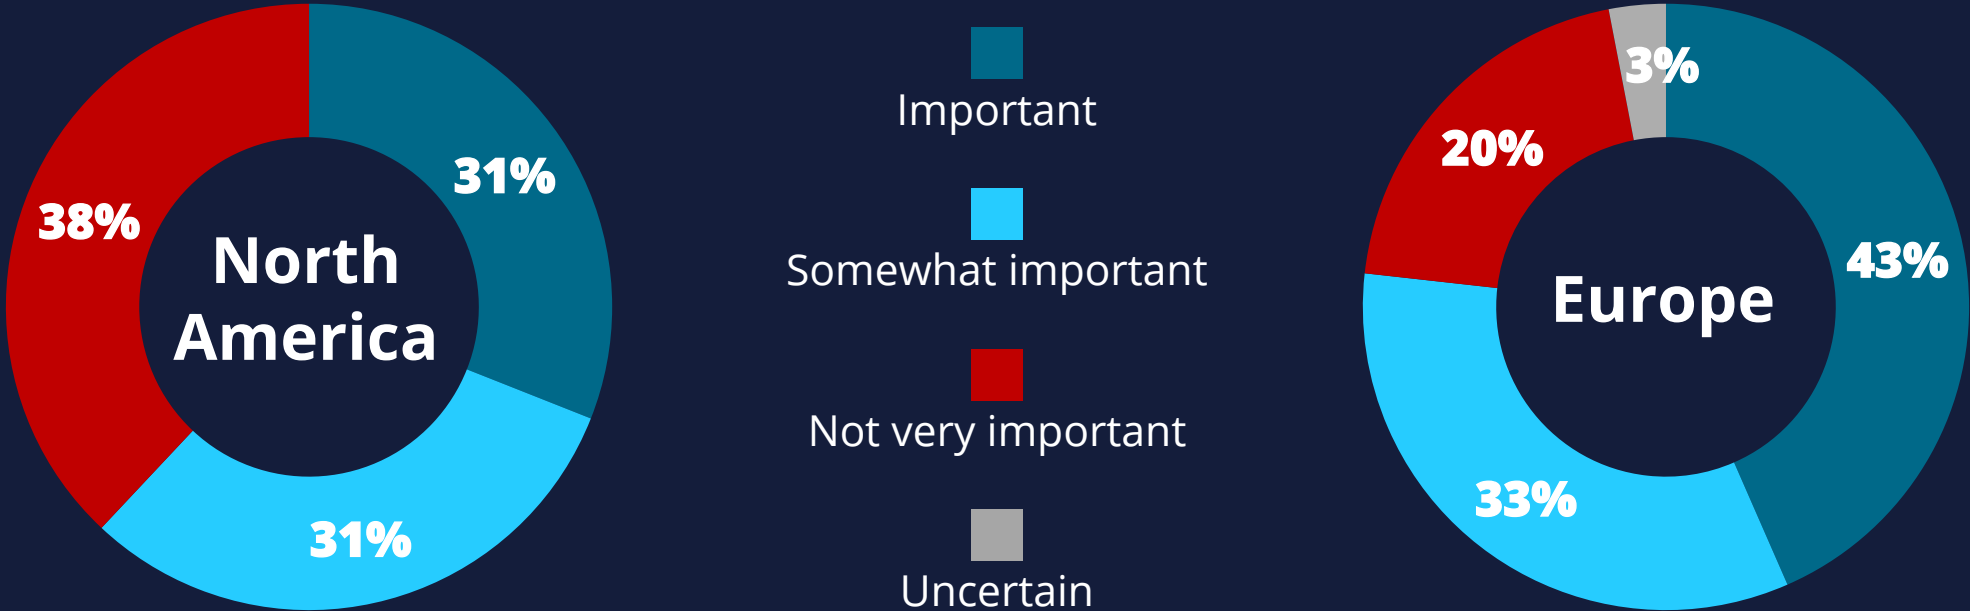 31%
38%
31%
North
America
Important
Somewhat important
Not very important
Uncertain
3%
20%
43%
33%
Europe